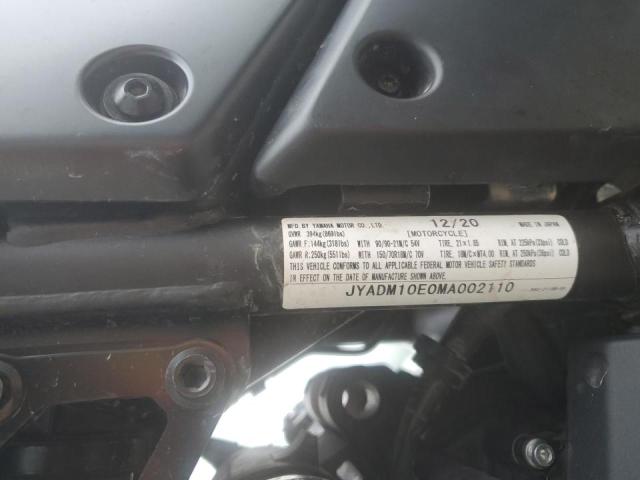 MFD. BY YAMAHA MOTOR CO., LTD. 12/20 MADE IN JAPAN
GVWR 394kg(869lbs) [MOTORCYCLE]
GAWR F: 144kg(318lbs) WITH 90/90-21M/C 54V TIRE, 21×1.85 RIM, AT 225kPa(33psi) COLD
GAWR R: 250kg(551lbs) WITH 150/70R18M/C 70V TIRE 18M/C×MT4.00 RIM, AT 250kPa(36psi) COLD
THIS VEHICLE CONFORMS TO ALL APPLICABLE FEDERAL MOTOR VEHICLE SAFETY STANDARDS
IN EFFECT ON THE DATE OF MANUFACTURE SHOWN ABOVE.
JYADM10E0MA002110